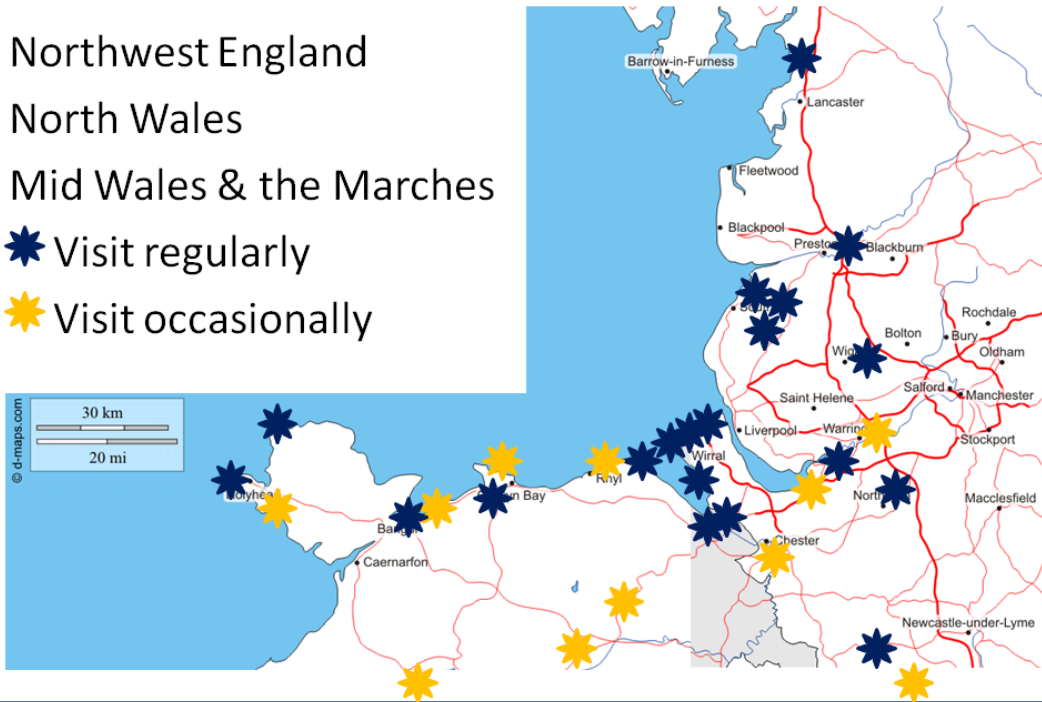 Northwest England
North Wales
Mid Wales & the Marches
Visit regularly
Visit occasionally
Barrow-in-Furness
Lancaster
Fleetwood
Blackpool
Preston
Blackburn
Rochdale
Bolton
Bury
Oldham
Salford
Manchester
Saint Helene
Liverpool
Stockport
Wirral
Rhyl
Macclesfield
Chester
Caernarfon
Newcastle-under-Lyme
30 km
20 mi
© d-maps.com